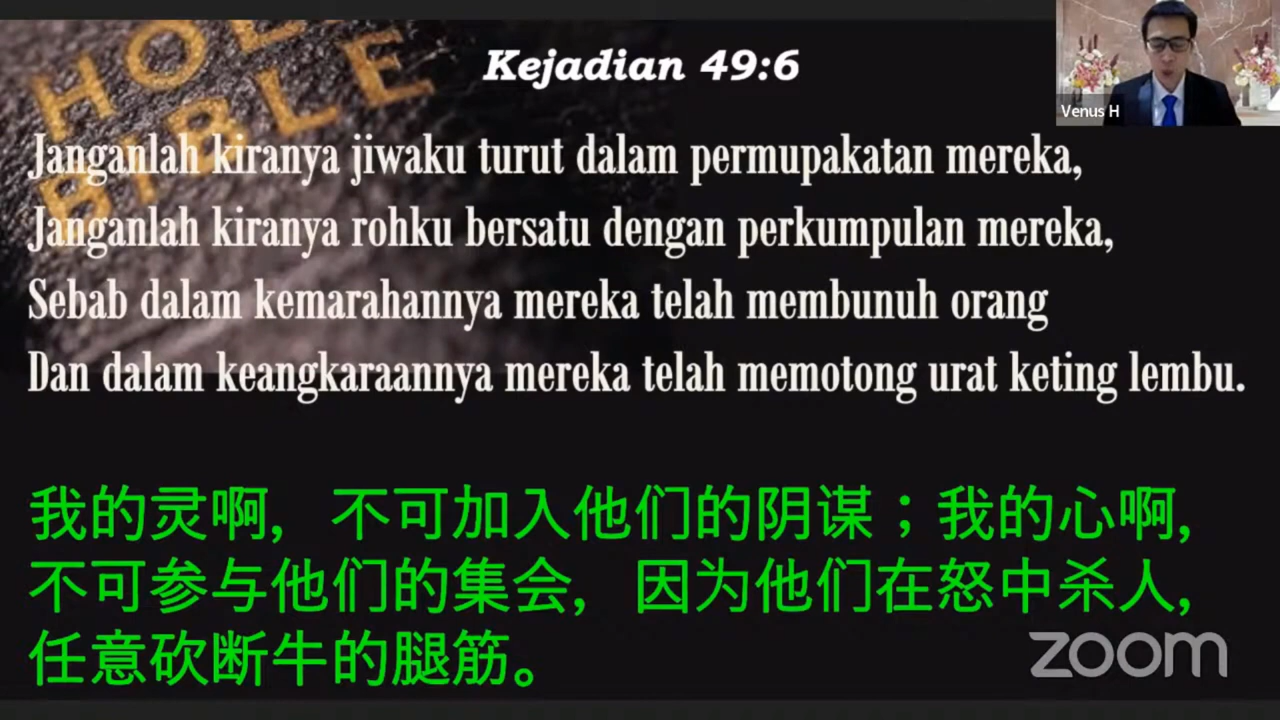 HOL
BIBLE
Kejadian 49:6
Venus H
Janganlah kiranya jiwaku turut dalam permupakatan mereka,
Janganlah kiranya rohku bersatu dengan perkumpulan mereka,
Sebab dalam kemarahannya mereka telah membunuh orang
Dan dalam keangkaraannya mereka telah memotong urat keting lembu.
我的灵啊，不可加入他们的阴谋；我的心啊，
不可参与他们的集会，因为他们在怒中杀人，
任意砍断牛的腿筋。
zoom